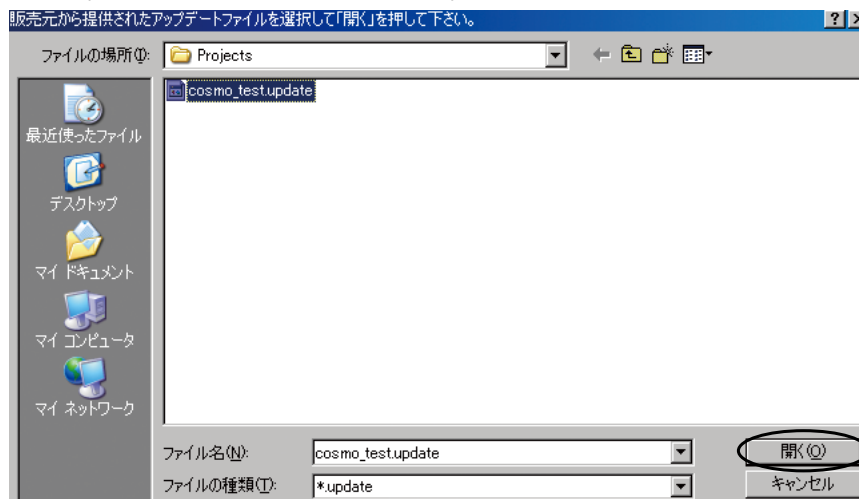 販売元から提供されたアップデートファイルを選択して「開く」を押して下さい。
ファイルの場所(I):
Projects
cosmo_test.update
最近使ったファイル
デスクトップ
マイ ドキュメント
マイ コンピュータ
マイ ネットワーク
ファイル名(N):
cosmo_test.update
開く(O)
ファイルの種類(T):
*.update
キャンセル